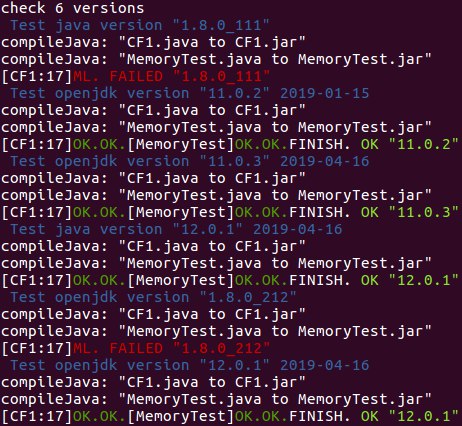 check 6 versions
Test java version "1.8.0_111"
compileJava: "CF1.java to CF1.jar"
compileJava: "MemoryTest.java to MemoryTest.jar"
[CF1:17]ML. FAILED "1.8.0_111"
Test openjdk version "11.0.2" 2019-01-15
compileJava: "CF1.java to CF1.jar"
compileJava: "MemoryTest.java to MemoryTest.jar"
[CF1:17]OK.OK.[MemoryTest]OK.OK.FINISH. OK "11.0.2"
Test openjdk version "11.0.3" 2019-04-16
compileJava: "CF1.java to CF1.jar"
compileJava: "MemoryTest.java to MemoryTest.jar"
[CF1:17]OK.OK.[MemoryTest]OK.OK.FINISH. OK "11.0.3"
Test java version "12.0.1" 2019-04-16
compileJava: "CF1.java to CF1.jar"
compileJava: "MemoryTest.java to MemoryTest.jar"
[CF1:17]OK.OK.[MemoryTest]OK.OK.FINISH. OK "12.0.1"
Test openjdk version "1.8.0_212"
compileJava: "CF1.java to CF1.jar"
compileJava: "MemoryTest.java to MemoryTest.jar"
[CF1:17]ML. FAILED "1.8.0_212"
Test openjdk version "12.0.1" 2019-04-16
compileJava: "CF1.java to CF1.jar"
compileJava: "MemoryTest.java to MemoryTest.jar"
[CF1:17]OK.OK.[MemoryTest]OK.OK.FINISH. OK "12.0.1"